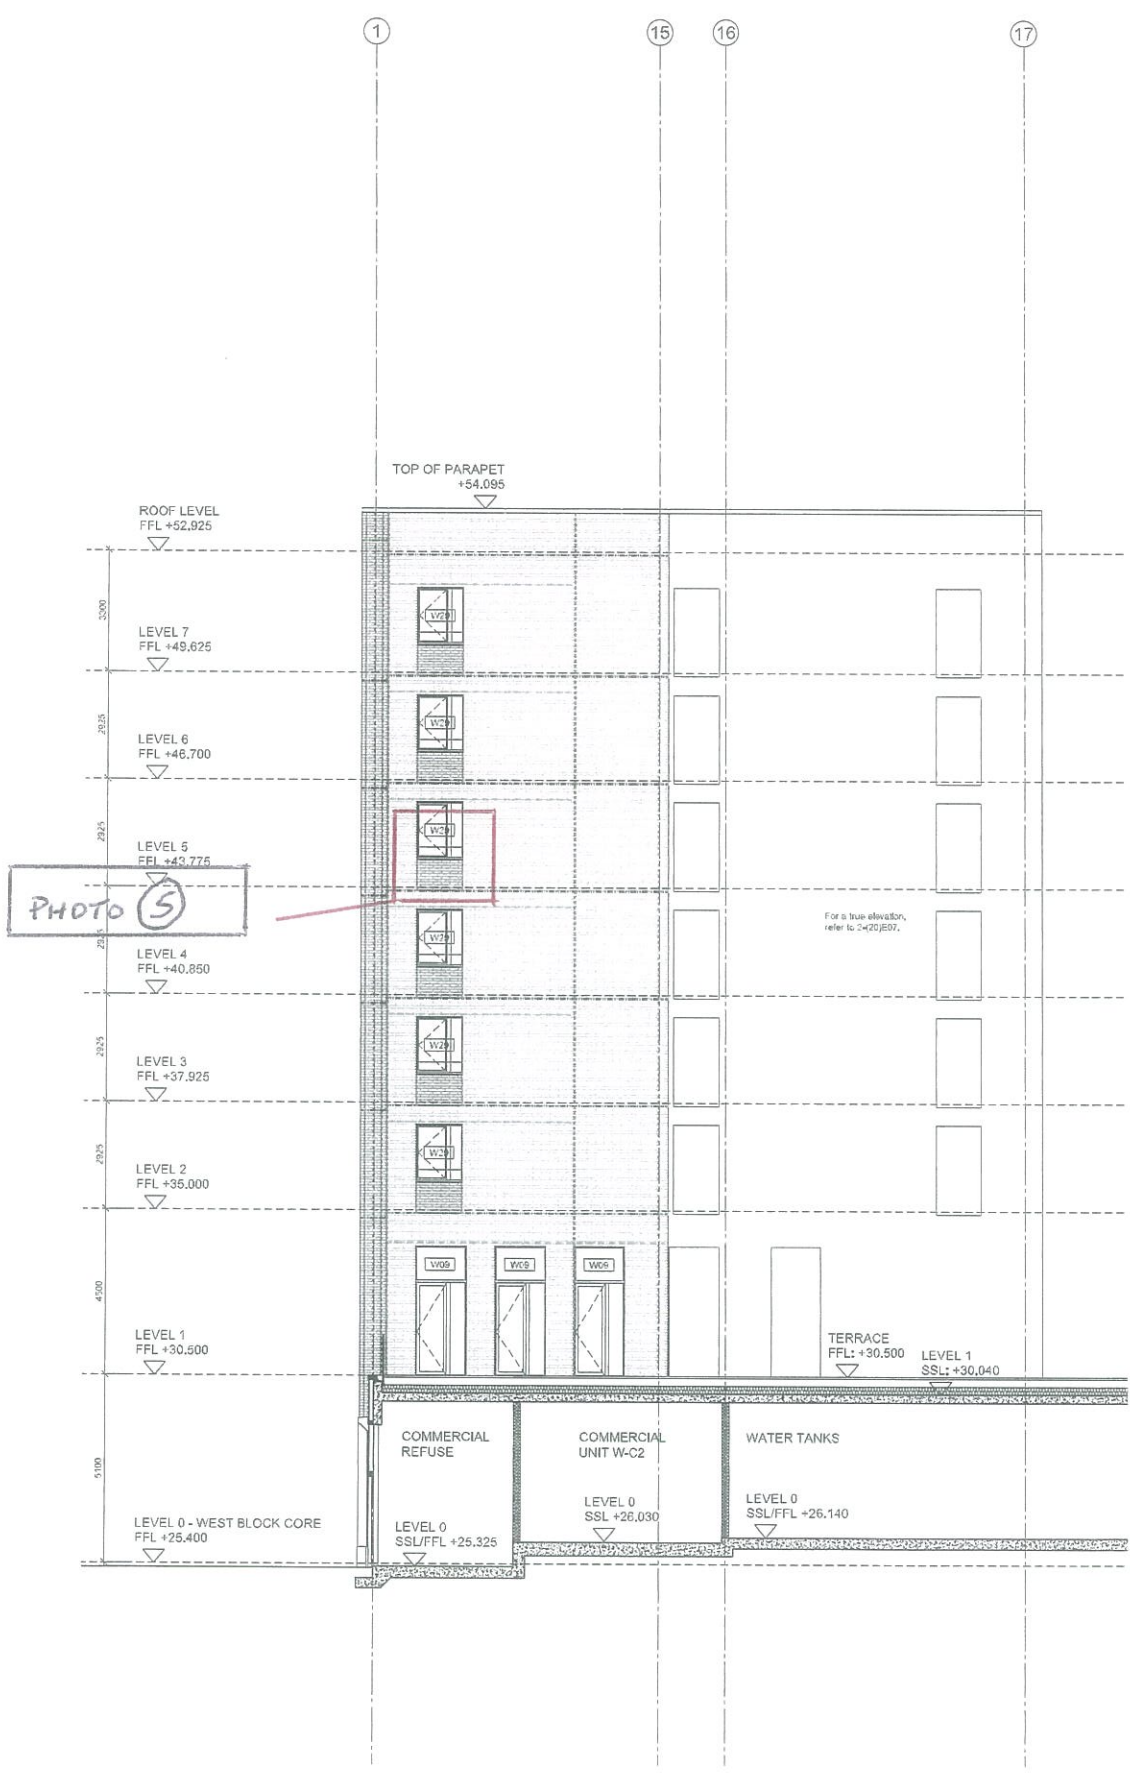 1
15
16
17
TOP OF PARAPET
+54.095
ROOF LEVEL
FFL +52.925
3300
LEVEL 7
FFL +49.625
W20
2925
LEVEL 6
FFL +46.700
W20
2925
LEVEL 5
FFL +43.775
W20
PHOTO 5
2925
LEVEL 4
FFL +40.850
W20
For a true elevation,
refer to 2-(20)E07.
2925
LEVEL 3
FFL +37.925
W20
2925
LEVEL 2
FFL +35.000
W20
4500
W09
W09
W09
LEVEL 1
FFL +30.500
TERRACE
FFL: +30.500
LEVEL 1
SSL: +30.040
5100
COMMERCIAL
REFUSE
COMMERCIAL
UNIT W-C2
WATER TANKS
LEVEL 0 - WEST BLOCK CORE
FFL +25.400
LEVEL 0
SSL/FFL +25.325
LEVEL 0
SSL +26.030
LEVEL 0
SSL/FFL +26.140